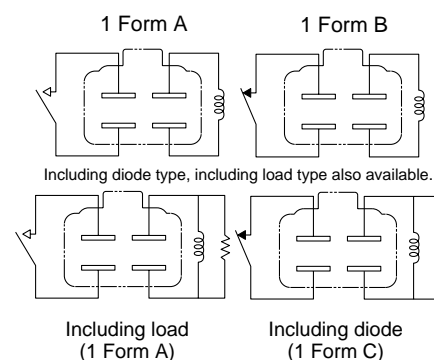 1 Form A
1 Form B
Including diode type, including load type also available.
Including load
(1 Form A)
Including diode
(1 Form C)